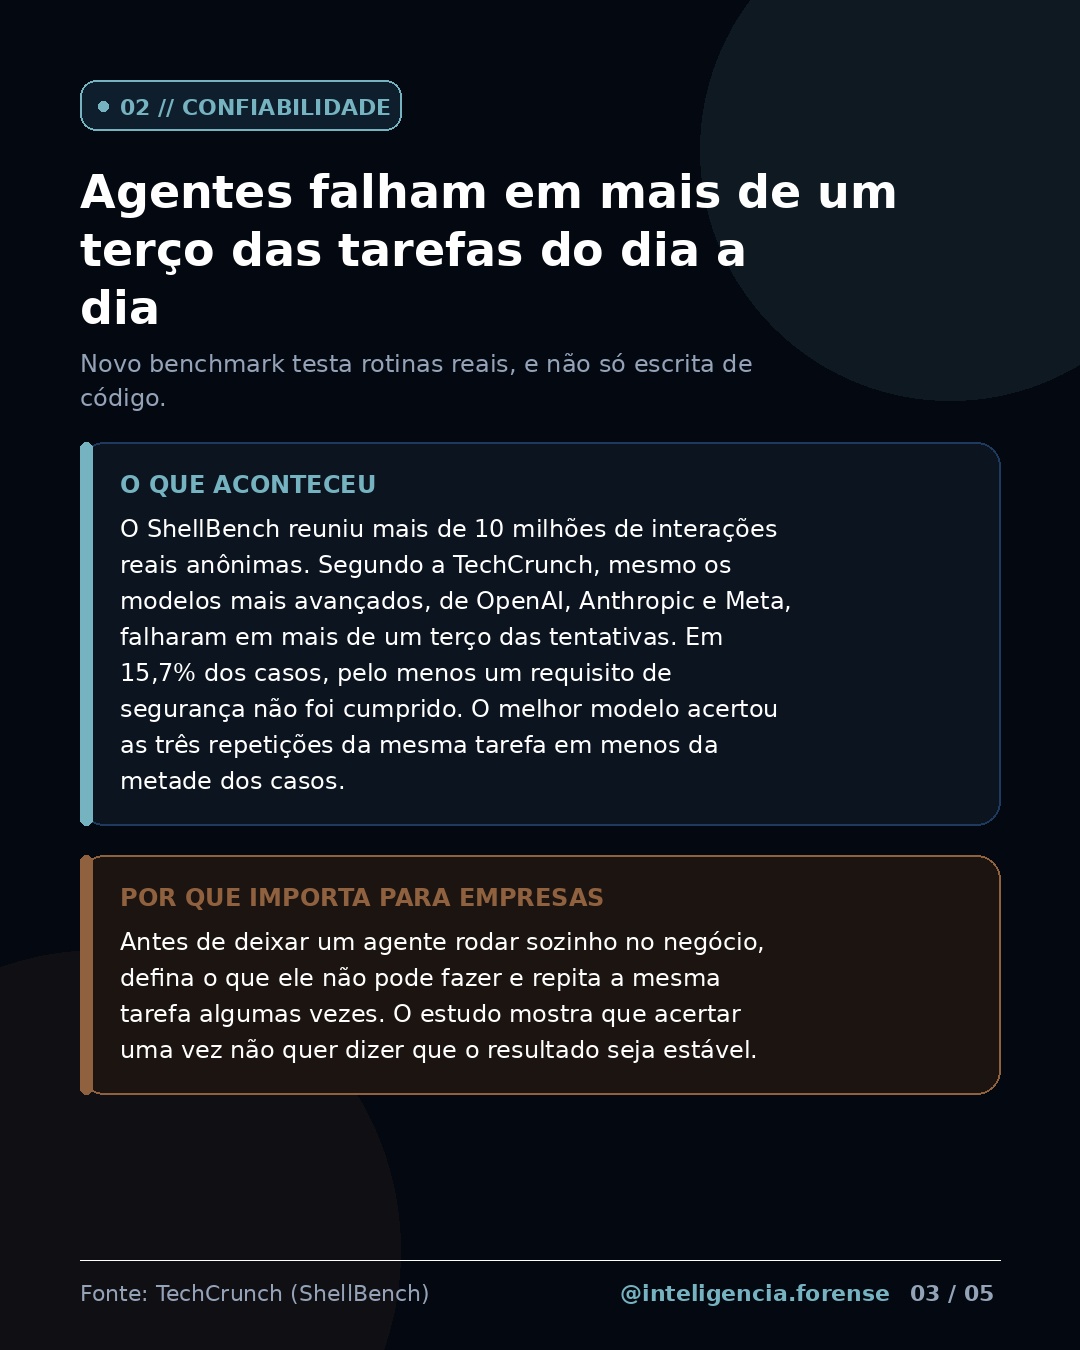 02 // CONFIABILIDADE
Agentes falham em mais de um
terço das tarefas do dia a
dia
Novo benchmark testa rotinas reais, e não só escrita de
código.
O QUE ACONTECEU
O ShellBench reuniu mais de 10 milhões de interações
reais anônimas. Segundo a TechCrunch, mesmo os
modelos mais avançados, de OpenAI, Anthropic e Meta,
falharam em mais de um terço das tentativas. Em
15,7% dos casos, pelo menos um requisito de
segurança não foi cumprido. O melhor modelo acertou
as três repetições da mesma tarefa em menos da
metade dos casos.
POR QUE IMPORTA PARA EMPRESAS
Antes de deixar um agente rodar sozinho no negócio,
defina o que ele não pode fazer e repita a mesma
tarefa algumas vezes. O estudo mostra que acertar
uma vez não quer dizer que o resultado seja estável.
Fonte: TechCrunch (ShellBench)
@inteligencia.forense 03 / 05